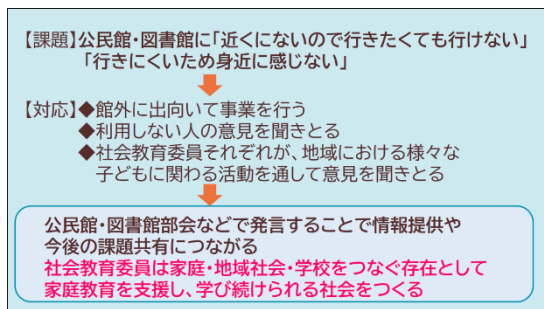 【課題】公民館・図書館に「近くにないので行きたくても行けない」
「行きにくいため身近に感じない」
【対応】◆館外に出向いて事業を行う
◆利用しない人の意見を聞きとる
◆社会教育委員それぞれが、地域における様々な
子どもに関わる活動を通して意見を聞きとる
公民館・図書館部会などで発言することで情報提供や
今後の課題共有につながる
社会教育委員は家庭・地域社会・学校をつなぐ存在として
家庭教育を支援し、学び続けられる社会をつくる